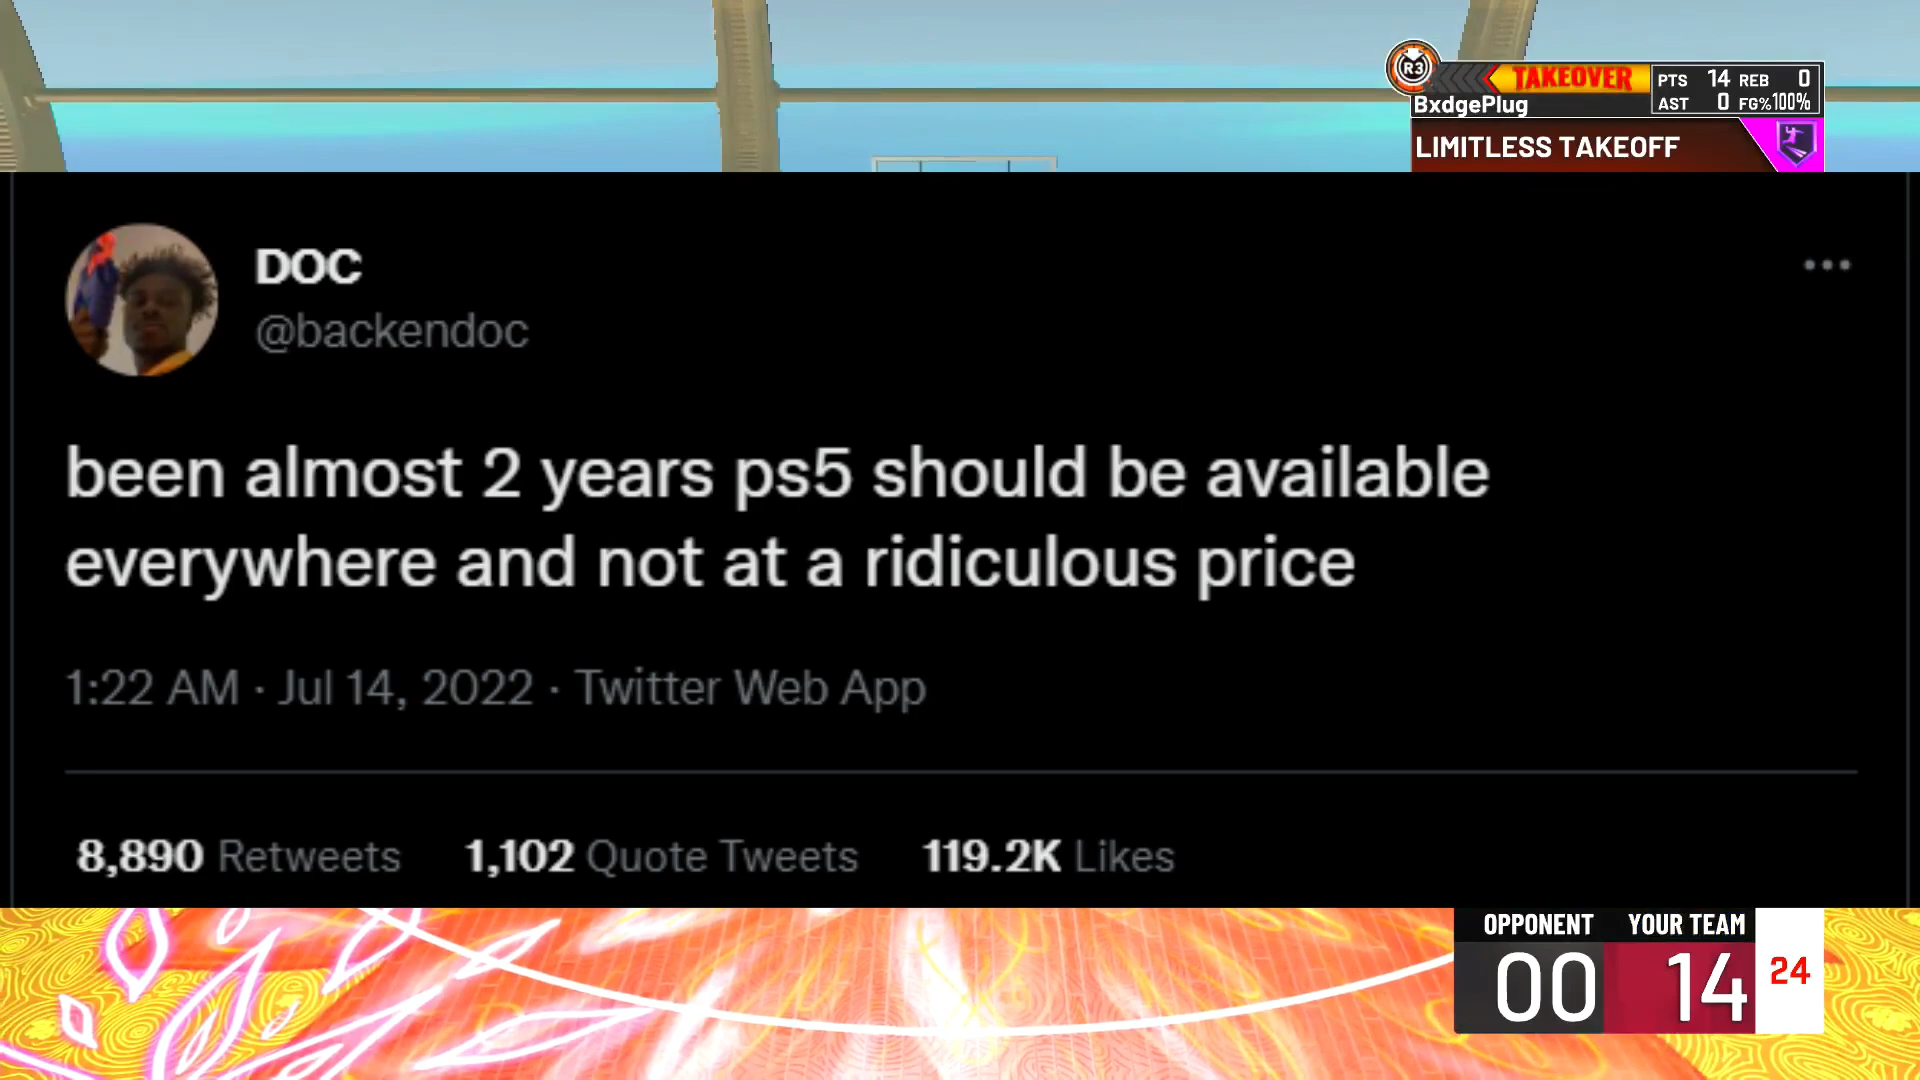 R3
TAKEOVER
PTS 14 REB 0
BxdgePlug
AST 0 FG% 100%
LIMITLESS TAKEOFF
DOC
@backendoc
been almost 2 years ps5 should be available
everywhere and not at a ridiculous price
1:22 AM · Jul 14, 2022 · Twitter Web App
8,890 Retweets 1,102 Quote Tweets 119.2K Likes
OPPONENT YOUR TEAM
00 14 24